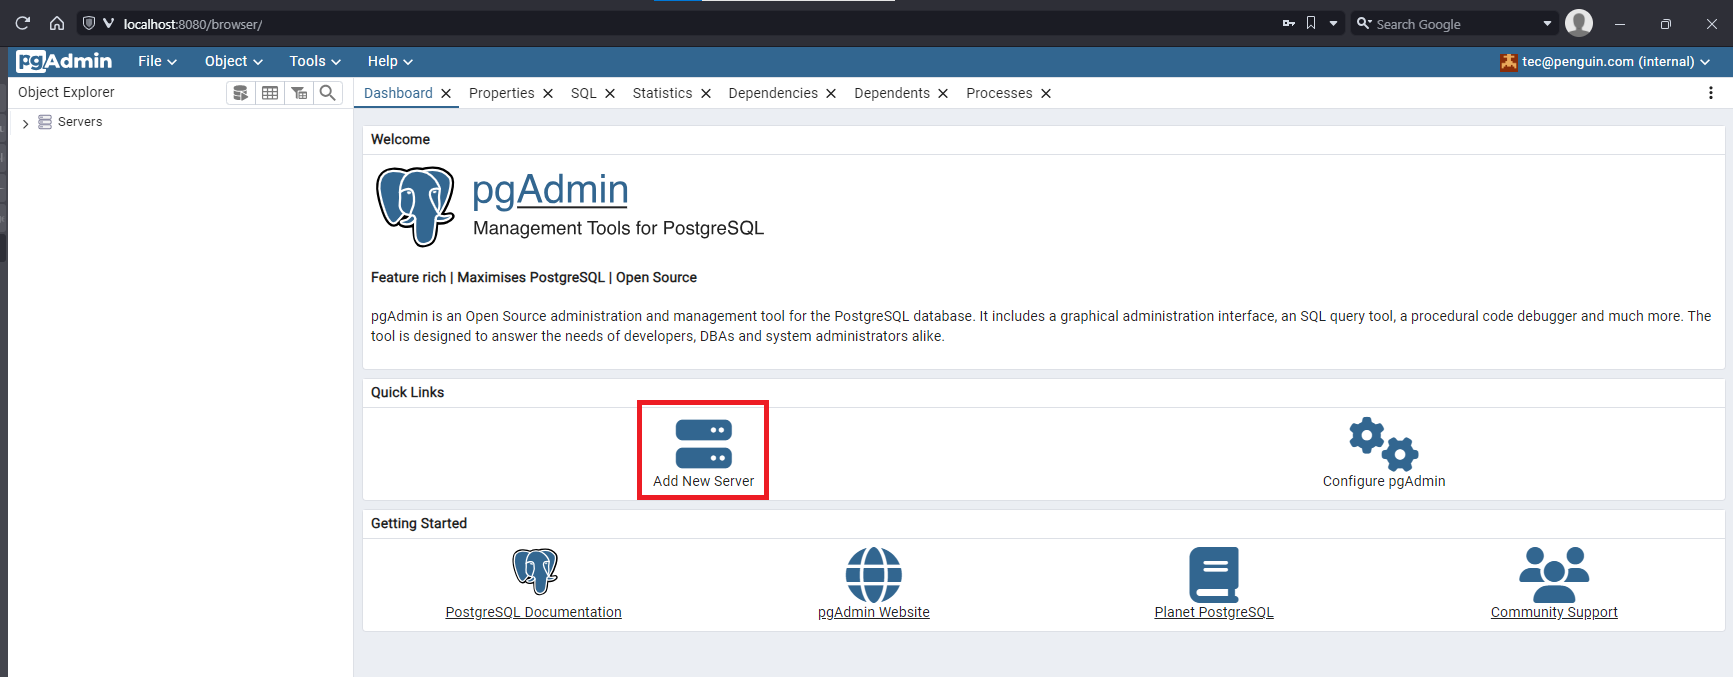 localhost:8080/browser/
Search Google
pgAdmin
File
Object
Tools
Help
tec@penguin.com (internal)
Object Explorer
Dashboard
Properties
SQL
Statistics
Dependencies
Dependents
Processes
Servers
Welcome
pgAdmin
Management Tools for PostgreSQL
Feature rich | Maximises PostgreSQL | Open Source
pgAdmin is an Open Source administration and management tool for the PostgreSQL database. It includes a graphical administration interface, an SQL query tool, a procedural code debugger and much more. The
tool is designed to answer the needs of developers, DBAs and system administrators alike.
Quick Links
Add New Server
Configure pgAdmin
Getting Started
PostgreSQL Documentation
pgAdmin Website
Planet PostgreSQL
Community Support